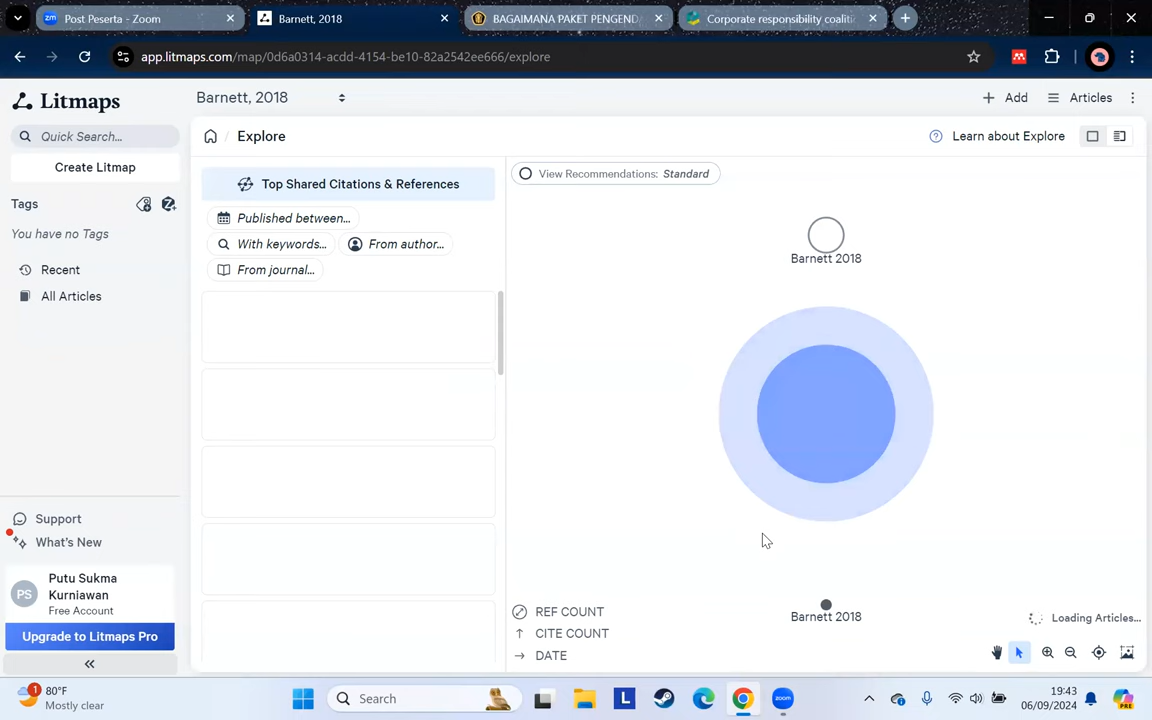 Post Peserta - Zoom
Barnett, 2018
BAGAIMANA PAKET PENGEND
Corporate responsibility coaliti
app.litmaps.com/map/0d6a0314-acdd-4154-be10-82a2542ee666/explore
Litmaps
Barnett, 2018
Add
Articles
Quick Search...
Explore
Learn about Explore
Create Litmap
Top Shared Citations & References
View Recommendations: Standard
Tags
Published between...
You have no Tags
With keywords...
From author...
Barnett 2018
Recent
From journal...
All Articles
Support
What's New
Putu Sukma
Kurniawan
PS
Free Account
Upgrade to Litmaps Pro
REF COUNT
CITE COUNT
DATE
Barnett 2018
Loading Articles...
1
80°F
Mostly clear
Search
L
zoom
19:43
06/09/2024
PRE